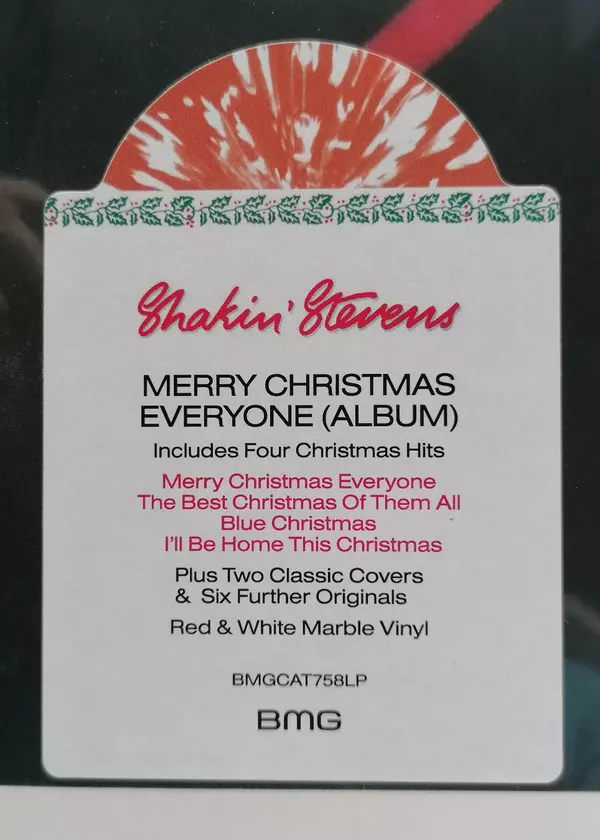 Shakin' Stevens
MERRY CHRISTMAS
EVERYONE (ALBUM)
Includes Four Christmas Hits
Merry Christmas Everyone
The Best Christmas Of Them All
Blue Christmas
I'll Be Home This Christmas
Plus Two Classic Covers
& Six Further Originals
Red & White Marble Vinyl
BMGCAT758LP
BMG